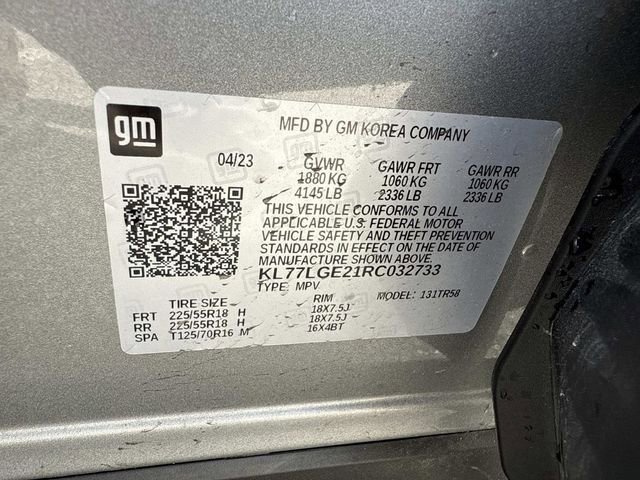 gm
MFD BY GM KOREA COMPANY
04/23 GVWR GAWR FRT GAWR RR
1880 KG 1060 KG 1060 KG
4145 LB 2336 LB 2336 LB
THIS VEHICLE CONFORMS TO ALL
APPLICABLE U.S. FEDERAL MOTOR
VEHICLE SAFETY AND THEFT PREVENTION
STANDARDS IN EFFECT ON THE DATE OF
MANUFACTURE SHOWN ABOVE.
KL77LGE21RC032733
TYPE: MPV MODEL: 131TR58
TIRE SIZE RIM
FRT 225/55R18 H 18X7.5J
RR 225/55R18 H 18X7.5J
SPA T125/70R16 M 16X4BT